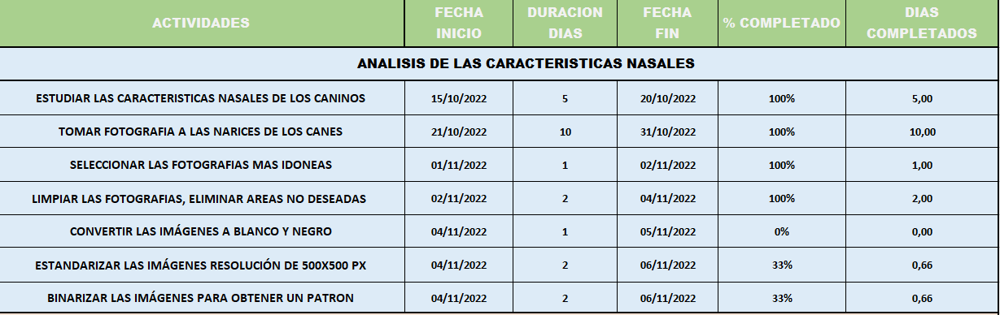 ACTIVIDADES FECHA INICIO DURACION DIAS FECHA FIN % COMPLETADO DIAS COMPLETADOS
ANALISIS DE LAS CARACTERISTICAS NASALES
ESTUDIAR LAS CARACTERISTICAS NASALES DE LOS CANINOS 15/10/2022 5 20/10/2022 100% 5,00
TOMAR FOTOGRAFIA A LAS NARICES DE LOS CANES 21/10/2022 10 31/10/2022 100% 10,00
SELECCIONAR LAS FOTOGRAFIAS MAS IDONEAS 01/11/2022 1 02/11/2022 100% 1,00
LIMPIAR LAS FOTOGRAFIAS, ELIMINAR AREAS NO DESEADAS 02/11/2022 2 04/11/2022 100% 2,00
CONVERTIR LAS IMÁGENES A BLANCO Y NEGRO 04/11/2022 1 05/11/2022 0% 0,00
ESTANDARIZAR LAS IMÁGENES RESOLUCIÓN DE 500X500 PX 04/11/2022 2 06/11/2022 33% 0,66
BINARIZAR LAS IMÁGENES PARA OBTENER UN PATRON 04/11/2022 2 06/11/2022 33% 0,66